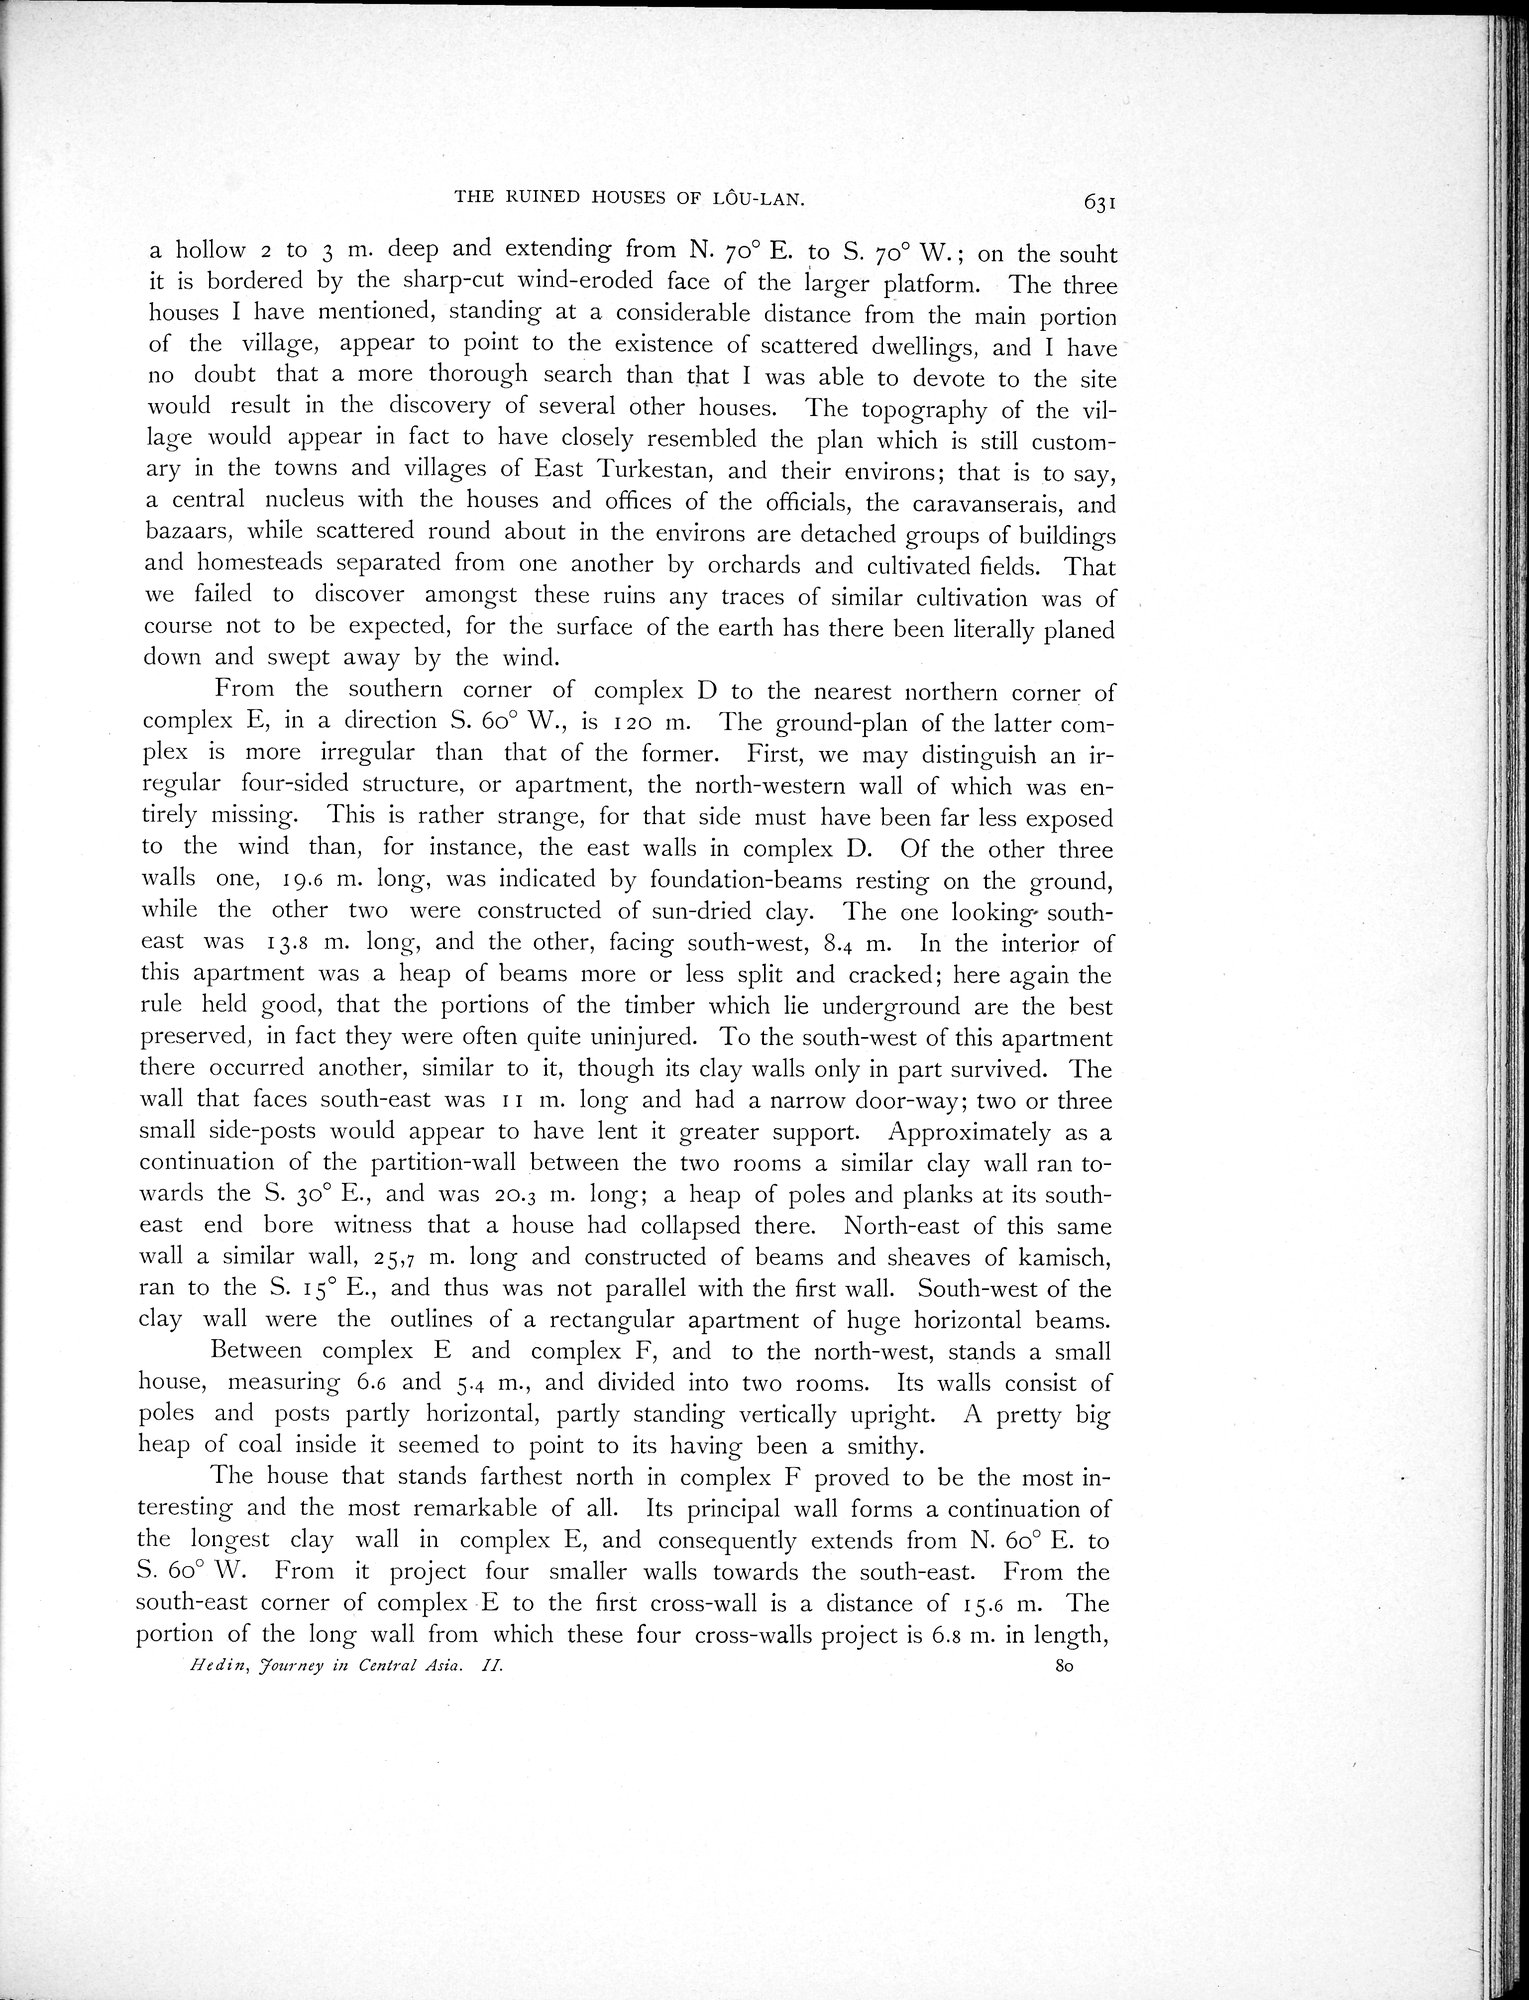 THE RUINED HOUSES OF LÔU-LAN.
631
a hollow 2 to 3 m. deep and extending from N. 70° E. to S. 70° W.; on the souht
it is bordered by the sharp-cut wind-eroded face of the larger platform. The three
houses I have mentioned, standing at a considerable distance from the main portion
of the village, appear to point to the existence of scattered dwellings, and I have
no doubt that a more thorough search than that I was able to devote to the site
would result in the discovery of several other houses. The topography of the vil-
lage would appear in fact to have closely resembled the plan which is still custom-
ary in the towns and villages of East Turkestan, and their environs; that is to say,
a central nucleus with the houses and offices of the officials, the caravanserais, and
bazaars, while scattered round about in the environs are detached groups of buildings
and homesteads separated from one another by orchards and cultivated fields. That
we failed to discover amongst these ruins any traces of similar cultivation was of
course not to be expected, for the surface of the earth has there been literally planed
down and swept away by the wind.
From the southern corner of complex D to the nearest northern corner of
complex E, in a direction S. 60° W., is 120 m. The ground-plan of the latter com-
plex is more irregular than that of the former. First, we may distinguish an ir-
regular four-sided structure, or apartment, the north-western wall of which was en-
tirely missing. This is rather strange, for that side must have been far less exposed
to the wind than, for instance, the east walls in complex D. Of the other three
walls one, 19.6 m. long, was indicated by foundation-beams resting on the ground,
while the other two were constructed of sun-dried clay. The one looking south-
east was 13.8 m. long, and the other, facing south-west, 8.4 m. In the interior of
this apartment was a heap of beams more or less split and cracked; here again the
rule held good, that the portions of the timber which lie underground are the best
preserved, in fact they were often quite uninjured. To the south-west of this apartment
there occurred another, similar to it, though its clay walls only in part survived. The
wall that faces south-east was 11 m. long and had a narrow door-way; two or three
small side-posts would appear to have lent it greater support. Approximately as a
continuation of the partition-wall between the two rooms a similar clay wall ran to-
wards the S. 30° E., and was 20.3 m. long; a heap of poles and planks at its south-
east end bore witness that a house had collapsed there. North-east of this same
wall a similar wall, 25,7 m. long and constructed of beams and sheaves of kamisch,
ran to the S. 15° E., and thus was not parallel with the first wall. South-west of the
clay wall were the outlines of a rectangular apartment of huge horizontal beams.
Between complex E and complex F, and to the north-west, stands a small
house, measuring 6.6 and 5.4 m., and divided into two rooms. Its walls consist of
poles and posts partly horizontal, partly standing vertically upright. A pretty big
heap of coal inside it seemed to point to its having been a smithy.
The house that stands farthest north in complex F proved to be the most in-
teresting and the most remarkable of all. Its principal wall forms a continuation of
the longest clay wall in complex E, and consequently extends from N. 60° E. to
S. 60° W. From it project four smaller walls towards the south-east. From the
south-east corner of complex E to the first cross-wall is a distance of 15.6 m. The
portion of the long wall from which these four cross-walls project is 6.8 m. in length,
Hedin, Journey in Central Asia. II.
80